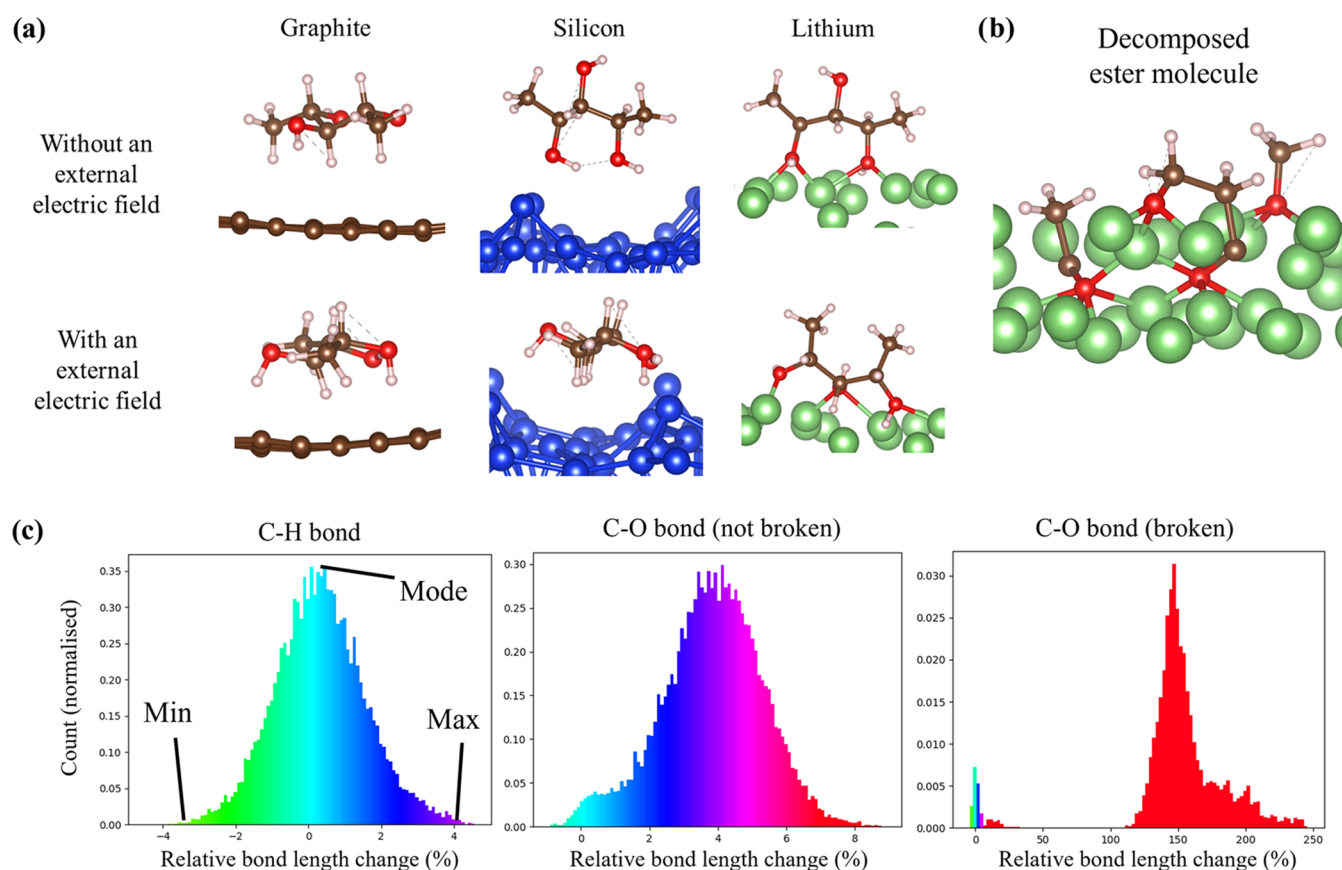 (a)
Graphite
Silicon
Lithium
Without an
external
electric field
With an
external
electric field
(b)
Decomposed
ester molecule
(c)
C-H bond
Count (normalised)
0.35
0.30
0.25
0.20
0.15
0.10
0.05
0.00
Min
Mode
Max
−4
−2
0
2
4
Relative bond length change (%)
C-O bond (not broken)
0.30
0.25
0.20
0.15
0.10
0.05
0.00
0
2
4
6
8
Relative bond length change (%)
C-O bond (broken)
0.030
0.025
0.020
0.015
0.010
0.005
0.000
0
50
100
150
200
250
Relative bond length change (%)